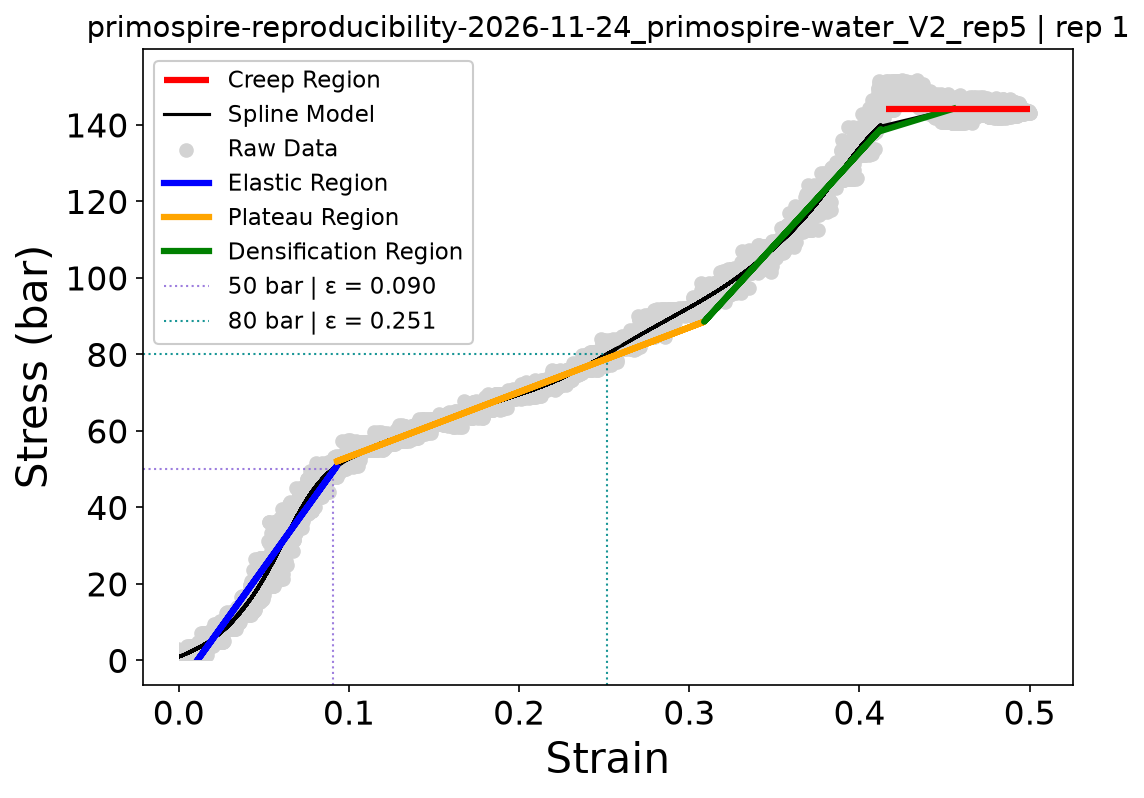 primospire-reproducibility-2026-11-24_primospire-water_V2_rep5 | rep 1
Creep Region
Spline Model
Raw Data
Elastic Region
Plateau Region
Densification Region
50 bar | ε = 0.090
80 bar | ε = 0.251
Stress (bar)
140
120
100
80
60
40
20
0
0.0 0.1 0.2 0.3 0.4 0.5
Strain